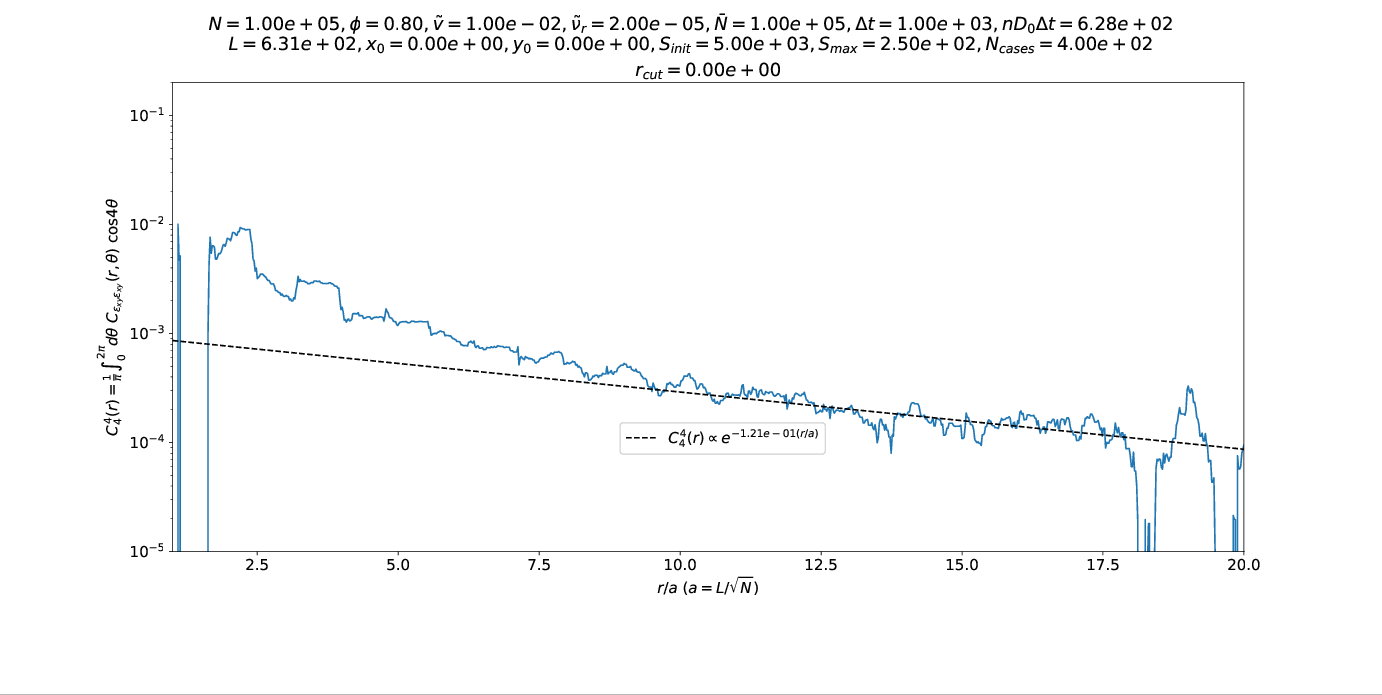 N = 1.00e + 05, ϕ = 0.80, ṽ = 1.00e − 02, ν̃_r = 2.00e − 05, N̄ = 1.00e + 05, Δt = 1.00e + 03, nD_0Δt = 6.28e + 02
L = 6.31e + 02, x_0 = 0.00e + 00, y_0 = 0.00e + 00, S_init = 5.00e + 03, S_max = 2.50e + 02, N_cases = 4.00e + 02
r_cut = 0.00e + 00
C_4^4(r) = 1/π ∫_0^{2π} dθ C_{ε_xy ε_xy}(r, θ) cos4θ
10^{−1}
10^{−2}
10^{−3}
10^{−4}
10^{−5}
C_4^4(r) ∝ e^{−1.21e − 01(r/a)}
2.5 5.0 7.5 10.0 12.5 15.0 17.5 20.0
r/a (a = L/√N)